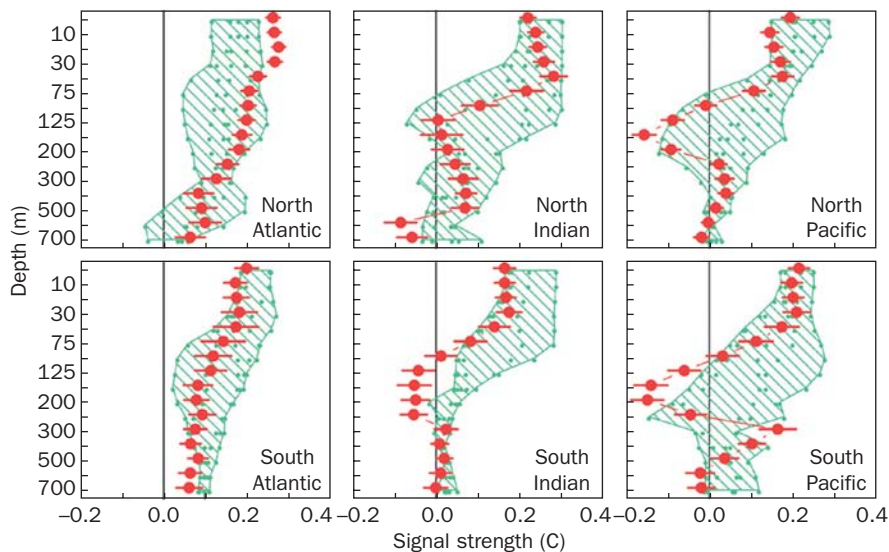 Depth (m)
10
30
75
125
200
300
500
700
North
Atlantic
North
Indian
North
Pacific
10
30
75
125
200
300
500
700
South
Atlantic
South
Indian
South
Pacific
−0.2 0.0 0.2 0.4 −0.2 0.0 0.2 0.4 −0.2 0.0 0.2 0.4
Signal strength (C)